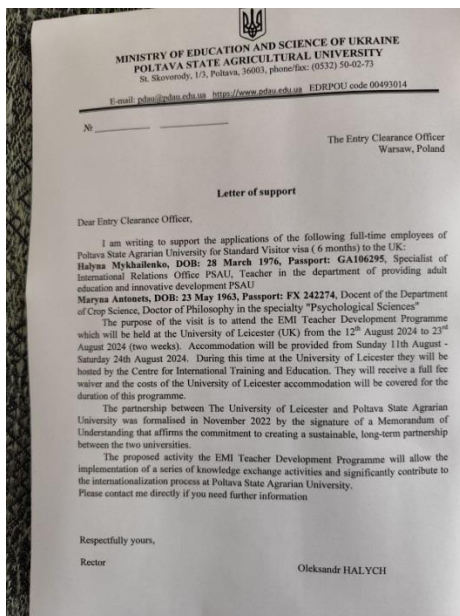 MINISTRY OF EDUCATION AND SCIENCE OF UKRAINE
POLTAVA STATE AGRICULTURAL UNIVERSITY
St. Skovorody, 1/3, Poltava, 36003, phone/fax: (0532) 50-02-73
E-mail: pdau@pdau.edu.ua https://www.pdau.edu.ua EDRPOU code 00493014
№
The Entry Clearance Officer
Warsaw, Poland
Letter of support
Dear Entry Clearance Officer,
I am writing to support the applications of the following full-time employees of
Poltava State Agrarian University for Standard Visitor visa ( 6 months) to the UK:
Halyna Mykhailenko, DOB: 28 March 1976, Passport: GA106295, Specialist of
International Relations Office PSAU, Teacher in the department of providing adult
education and innovative development PSAU
Maryna Antonets, DOB: 23 May 1963, Passport: FX 242274, Docent of the Department
of Crop Science, Doctor of Philosophy in the specialty "Psychological Sciences"
The purpose of the visit is to attend the EMI Teacher Development Programme
which will be held at the University of Leicester (UK) from the 12th August 2024 to 23rd
August 2024 (two weeks). Accommodation will be provided from Sunday 11th August -
Saturday 24th August 2024. During this time at the University of Leicester they will be
hosted by the Centre for International Training and Education. They will receive a full fee
waiver and the costs of the University of Leicester accommodation will be covered for the
duration of this programme.
The partnership between The University of Leicester and Poltava State Agrarian
University was formalised in November 2022 by the signature of a Memorandum of
Understanding that affirms the commitment to creating a sustainable, long-term partnership
between the two universities.
The proposed activity the EMI Teacher Development Programme will allow the
implementation of a series of knowledge exchange activities and significantly contribute to
the internationalization process at Poltava State Agrarian University.
Please contact me directly if you need further information
Respectfully yours,
Rector
Oleksandr HALYCH